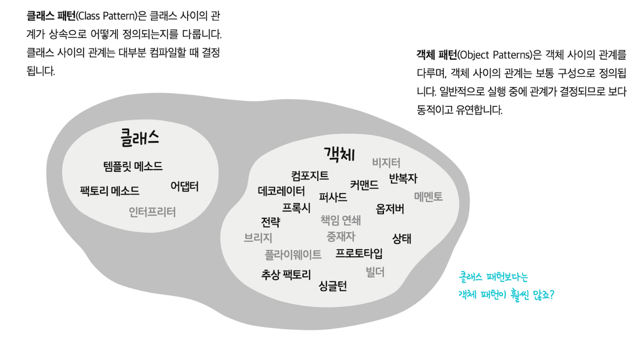 클래스 패턴(Class Pattern)은 클래스 사이의 관
계가 상속으로 어떻게 정의되는지를 다룹니다.
클래스 사이의 관계는 대부분 컴파일할 때 결정
됩니다.
객체 패턴(Object Patterns)은 객체 사이의 관계를
다루며, 객체 사이의 관계는 보통 구성으로 정의됩
니다. 일반적으로 실행 중에 관계가 결정되므로 보다
동적이고 유연합니다.
클래스
템플릿 메소드
팩토리 메소드
어댑터
인터프리터
객체
비지터
컴포지트
커맨드
반복자
데코레이터
퍼사드
메멘토
프록시
옵저버
전략
책임 연쇄
브리지
중재자
상태
플라이웨이트
프로토타입
추상 팩토리
빌더
싱글턴
클래스 패턴보다는
객체 패턴이 훨씬 많죠?